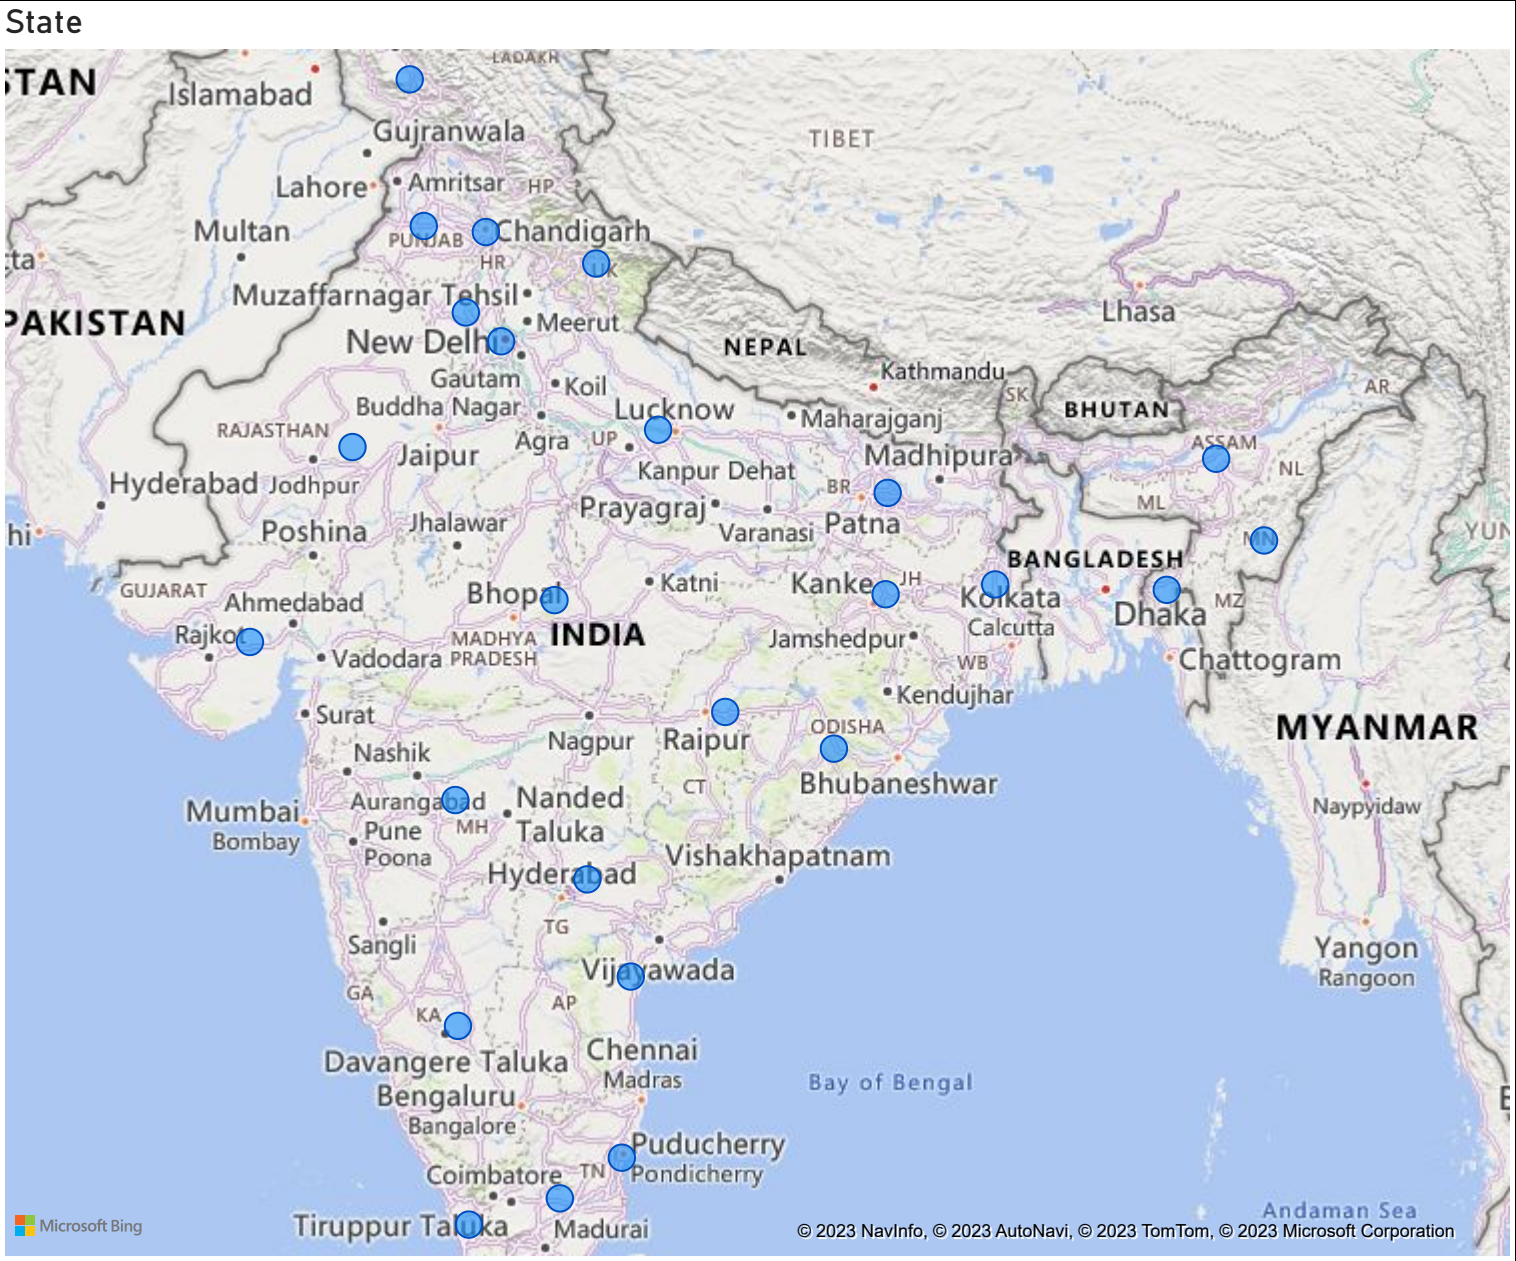 State
LADAKH
STAN
Islamabad
Gujranwala
TIBET
Lahore
Amritsar
HP
Multan
PUNJAB
Chandigarh
tta
HR
UK
Muzaffarnagar Tehsil
Lhasa
PAKISTAN
Meerut
New Delhi
NEPAL
Kathmandu
Gautam
Buddha Nagar
Koil
SK
AR
BHUTAN
Lucknow
Maharajganj
RAJASTHAN
Agra
UP
ASSAM
Jaipur
Madhipura
NL
Kanpur Dehat
Hyderabad
Jodhpur
BR
ML
Prayagraj
Patna
Jhalawar
Varanasi
hi
Poshina
YUN
MN
BANGLADESH
Katni
Kanke
JH
GUJARAT
Bhopal
Ahmedabad
Kolkata
Calcutta
MZ
Dhaka
Rajkot
INDIA
Jamshedpur
MADHYA
PRADESH
Vadodara
WB
Chattogram
Kendujhar
Surat
ODISHA
MYANMAR
Nagpur
Raipur
Nashik
CT
Bhubaneshwar
Aurangabad
Nanded
Taluka
Naypyidaw
Mumbai
Bombay
MH
Pune
Poona
Vishakhapatnam
Hyderabad
TG
Sangli
Yangon
Rangoon
Vijayawada
GA
AP
KA
Davangere Taluka
Chennai
Madras
Bay of Bengal
Bengaluru
Bangalore
Puducherry
Pondicherry
Coimbatore
TN
Andaman Sea
Microsoft Bing
Tiruppur Taluka
Madurai
© 2023 NavInfo, © 2023 AutoNavi, © 2023 TomTom, © 2023 Microsoft Corporation